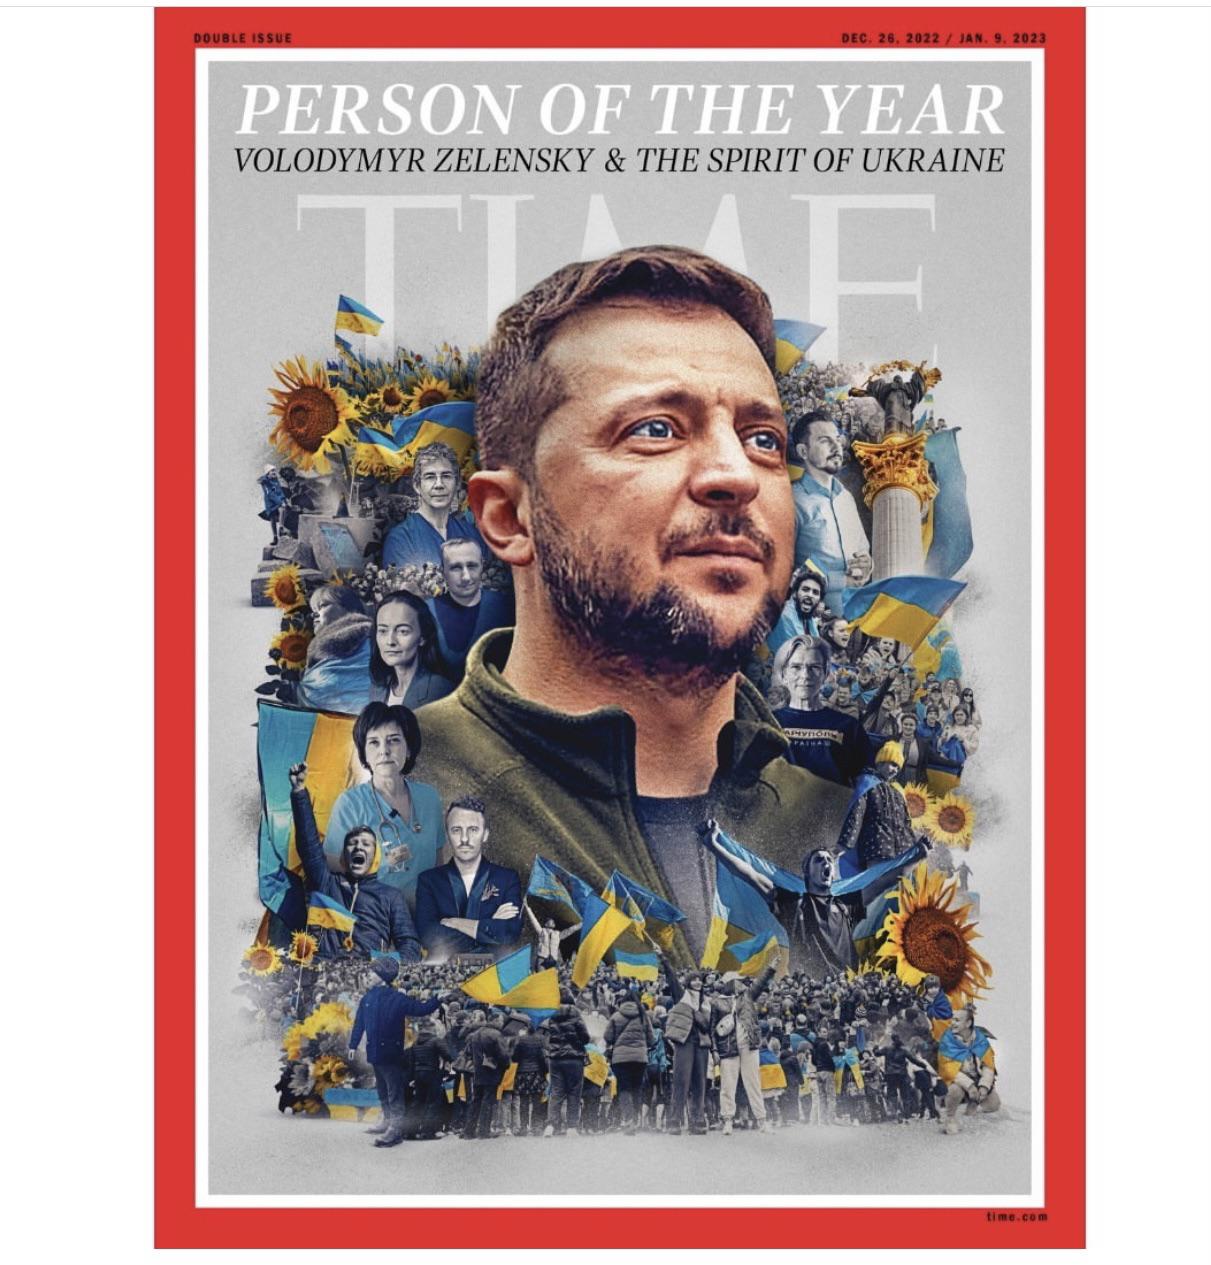 DOUBLE ISSUE
DEC. 26, 2022 / JAN. 9, 2023
PERSON OF THE YEAR
VOLODYMYR ZELENSKY & THE SPIRIT OF UKRAINE
TIME
time.com